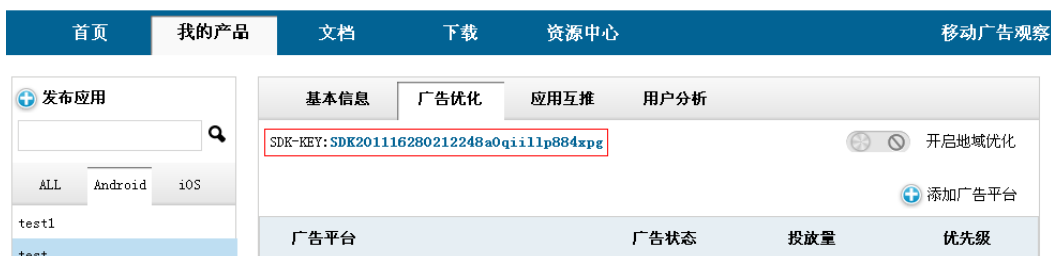 首页 我的产品 文档 下载 资源中心 移动广告观察
发布应用
ALL Android iOS
test1
test
基本信息 广告优化 应用互推 用户分析
SDK-KEY:SDK201116280212248a0qiillp884xpg
开启地域优化
添加广告平台
广告平台 广告状态 投放量 优先级